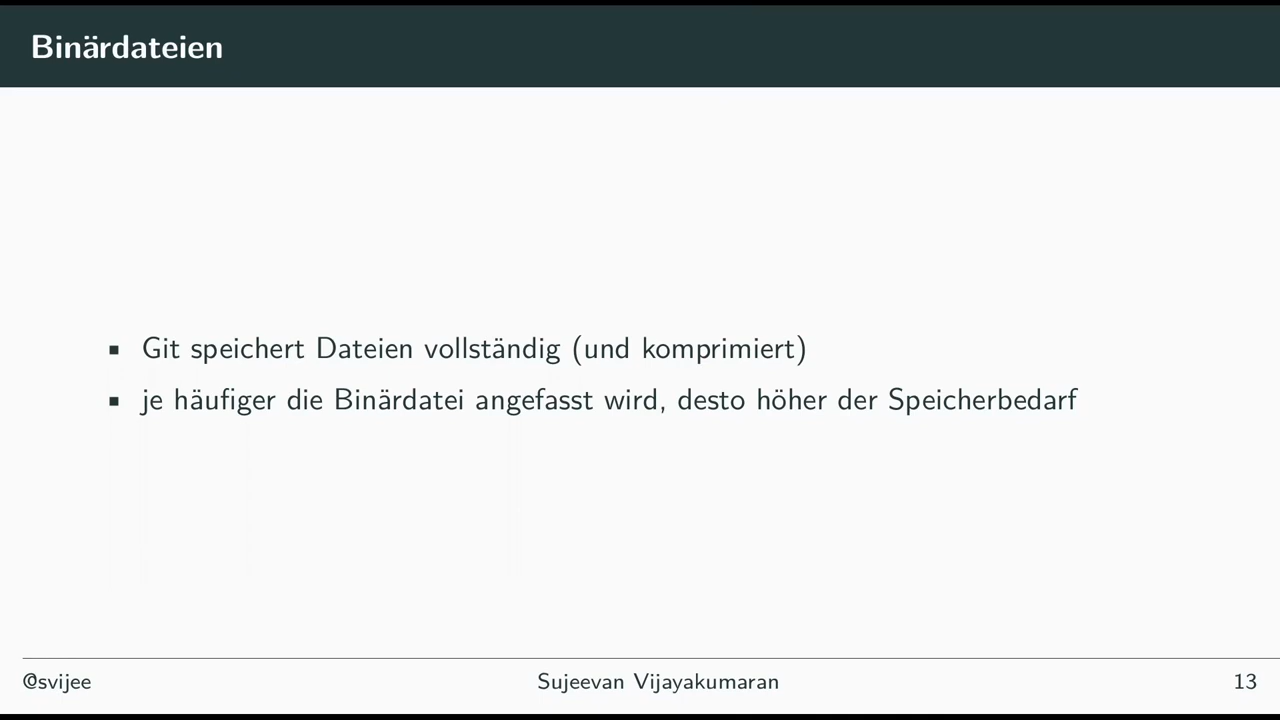 Binärdateien
▪ Git speichert Dateien vollständig (und komprimiert)
▪ je häufiger die Binärdatei angefasst wird, desto höher der Speicherbedarf
@svijee Sujeevan Vijayakumaran 13